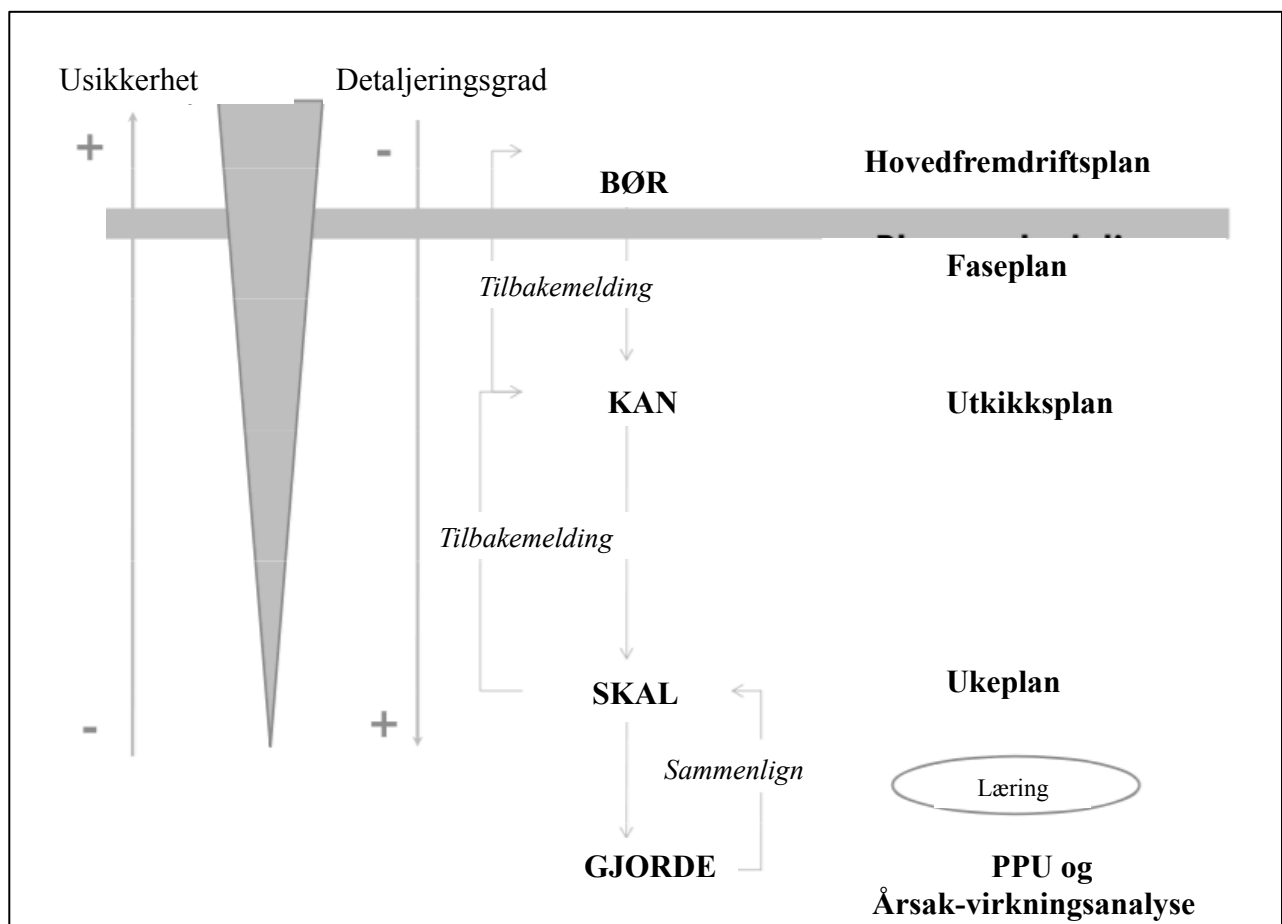 Usikkerhet
Detaljeringsgrad
+
-
Hovedfremdriftsplan
BØR
Faseplan
Tilbakemelding
KAN
Utkikksplan
Tilbakemelding
SKAL
Ukeplan
-
+
Sammenlign
Læring
GJORDE
PPU og
Årsak-virkningsanalyse